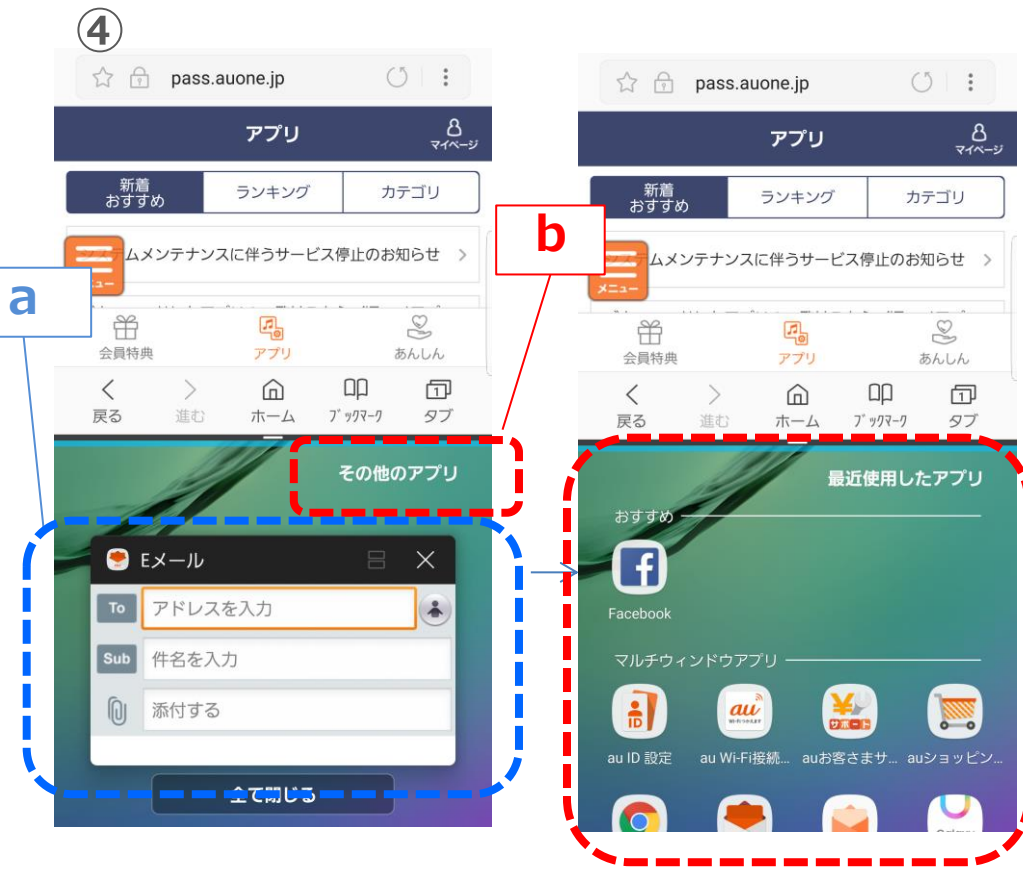 ④
pass.auone.jp
アプリ
マイページ
新着
おすすめ
ランキング
カテゴリ
ムメンテナンスに伴うサービス停止のお知らせ
a
会員特典
アプリ
あんしん
戻る
進む
ホーム
ブックマーク
タブ
その他のアプリ
Eメール
To
アドレスを入力
Sub
件名を入力
添付する
全て閉じる
b
pass.auone.jp
アプリ
マイページ
新着
おすすめ
ランキング
カテゴリ
ムメンテナンスに伴うサービス停止のお知らせ
メニュー
会員特典
アプリ
あんしん
戻る
進む
ホーム
ブックマーク
タブ
最近使用したアプリ
おすすめ
Facebook
マルチウィンドウアプリ
ID
au
サポート
au ID 設定
au Wi-Fi接続...
auお客さまサ...
auショッピン...